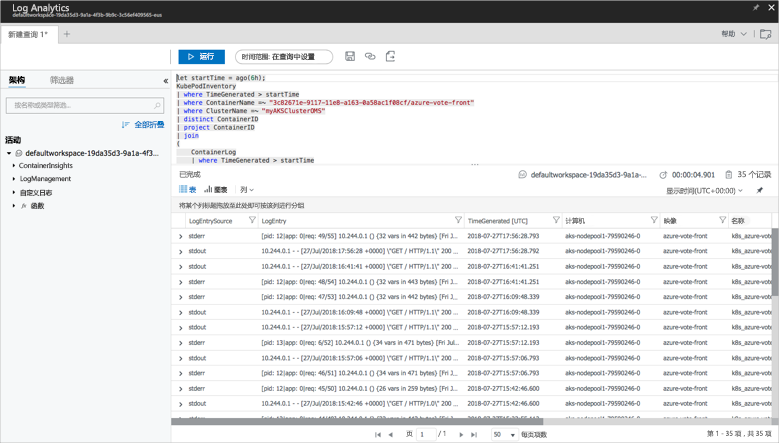 Log Analytics
defaultworkspace-19da35d3-9a1a-4f3b-9b9c-3c56ef409565-eus
新建查询 1*
+
帮助
运行
时间范围: 在查询中设置
架构
筛选器
«
按名称或类型筛选...
全部折叠
活动
defaultworkspace-19da35d3-9a1a-4f3...
ContainerInsights
LogManagement
自定义日志
fx 函数
let startTime = ago(6h);
KubePodInventory
| where TimeGenerated > startTime
| where ContainerName =~ "3c82671e-9117-11e8-a163-0a58ac1f08cf/azure-vote-front"
| where ClusterName =~ "myAKSClusterOMS"
| distinct ContainerID
| project ContainerID
| join
(
ContainerLog
| where TimeGenerated > startTime
已完成
defaultworkspace-19da35d3-9a1a-...
00:00:04.901
35 个记录
表
图表
列
显示时间(UTC+00:00)
将某个列标题拖放至此处即可按该列进行分组
LogEntrySource LogEntry TimeGenerated [UTC] 计算机 映像 名称
stderr [pid: 12|app: 0|req: 49/55] 10.244.0.1 () {32 vars in 442 bytes} [Fri J... 2018-07-27T17:56:28.793 aks-nodepool1-79590246-0 azure-vote-front k8s_azure-vote
stdout 10.244.0.1 - - [27/Jul/2018:17:56:28 +0000] \"GET / HTTP/1.1\" 200 ... 2018-07-27T17:56:28.293 aks-nodepool1-79590246-0 azure-vote-front k8s_azure-vote
stdout 10.244.0.1 - - [27/Jul/2018:16:41:41 +0000] \"GET / HTTP/1.1\" 200 ... 2018-07-27T16:41:41.251 aks-nodepool1-79590246-0 azure-vote-front k8s_azure-vote
stderr [pid: 12|app: 0|req: 48/54] 10.244.0.1 () {32 vars in 443 bytes} [Fri J... 2018-07-27T16:41:41.251 aks-nodepool1-79590246-0 azure-vote-front k8s_azure-vote
stderr [pid: 12|app: 0|req: 47/53] 10.244.0.1 () {32 vars in 442 bytes} [Fri J... 2018-07-27T16:09:48.339 aks-nodepool1-79590246-0 azure-vote-front k8s_azure-vote
stdout 10.244.0.1 - - [27/Jul/2018:16:09:48 +0000] \"GET / HTTP/1.1\" 200 ... 2018-07-27T16:09:48.339 aks-nodepool1-79590246-0 azure-vote-front k8s_azure-vote
stdout 10.244.0.1 - - [27/Jul/2018:15:57:12 +0000] \"GET / HTTP/1.1\" 200 ... 2018-07-27T15:57:12.193 aks-nodepool1-79590246-0 azure-vote-front k8s_azure-vote
stderr [pid: 13|app: 0|req: 6/52] 10.244.0.1 () {34 vars in 471 bytes} [Fri Jul... 2018-07-27T15:57:12.193 aks-nodepool1-79590246-0 azure-vote-front k8s_azure-vote
stdout 10.244.0.1 - - [27/Jul/2018:15:57:06 +0000] \"GET / HTTP/1.1\" 200 ... 2018-07-27T15:57:06.793 aks-nodepool1-79590246-0 azure-vote-front k8s_azure-vote
stderr [pid: 12|app: 0|req: 46/51] 10.244.0.1 () {34 vars in 471 bytes} [Fri J... 2018-07-27T15:57:06.793 aks-nodepool1-79590246-0 azure-vote-front k8s_azure-vote
stderr [pid: 12|app: 0|req: 45/50] 10.244.0.1 () {26 vars in 259 bytes} [Fri J... 2018-07-27T15:42:46.600 aks-nodepool1-79590246-0 azure-vote-front k8s_azure-vote
stdout 10.244.0.1 - - [27/Jul/2018:15:42:46 +0000] \"GET / HTTP/1.0\" 200 ... 2018-07-27T15:42:46.600 aks-nodepool1-79590246-0 azure-vote-front k8s_azure-vote
页 1 / 1 50 每页项数
第 1 - 35 项，共 35 项